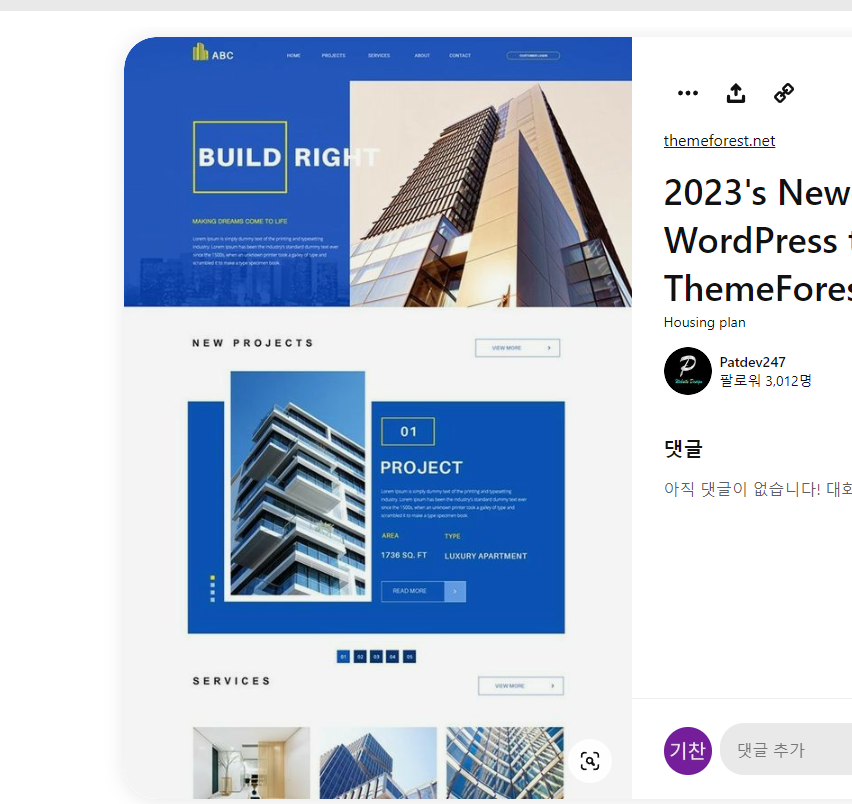 ABC
HOME PROJECTS SERVICES ABOUT CONTACT
BUILD RIGHT
MAKING DREAMS COME TO LIFE
Lorem Ipsum is simply dummy text of the printing and typesetting
industry. Lorem Ipsum has been the industry's standard dummy text ever
since the 1500s, when an unknown printer took a galley of type and
scrambled it to make a type specimen book.
NEW PROJECTS
VIEW MORE
01
PROJECT
Lorem Ipsum is simply dummy text of the printing and typesetting
industry. Lorem Ipsum has been the industry's standard dummy text ever
since the 1500s, when an unknown printer took a galley of type and
scrambled it to make a type specimen book.
AREA TYPE
1736 SQ. FT LUXURY APARTMENT
READ MORE
01 02 03 04 05
SERVICES
VIEW MORE
themeforest.net
2023's New
WordPress
ThemeFores
Housing plan
Patdev247
팔로워 3,012명
댓글
아직 댓글이 없습니다! 대화
기찬
댓글 추가